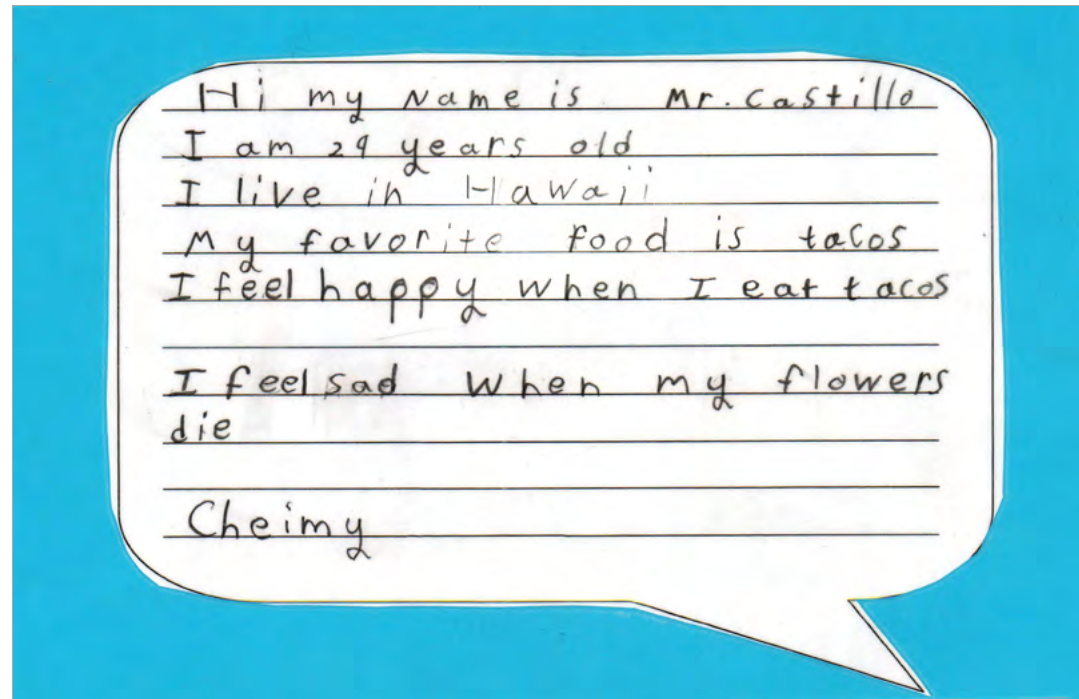 Hi my Name is Mr. Castillo
I am 29 years old
I live in Hawaii
My favorite food is tacos
I feel happy when I eat tacos
I feel sad when my flowers
die
Cheimy